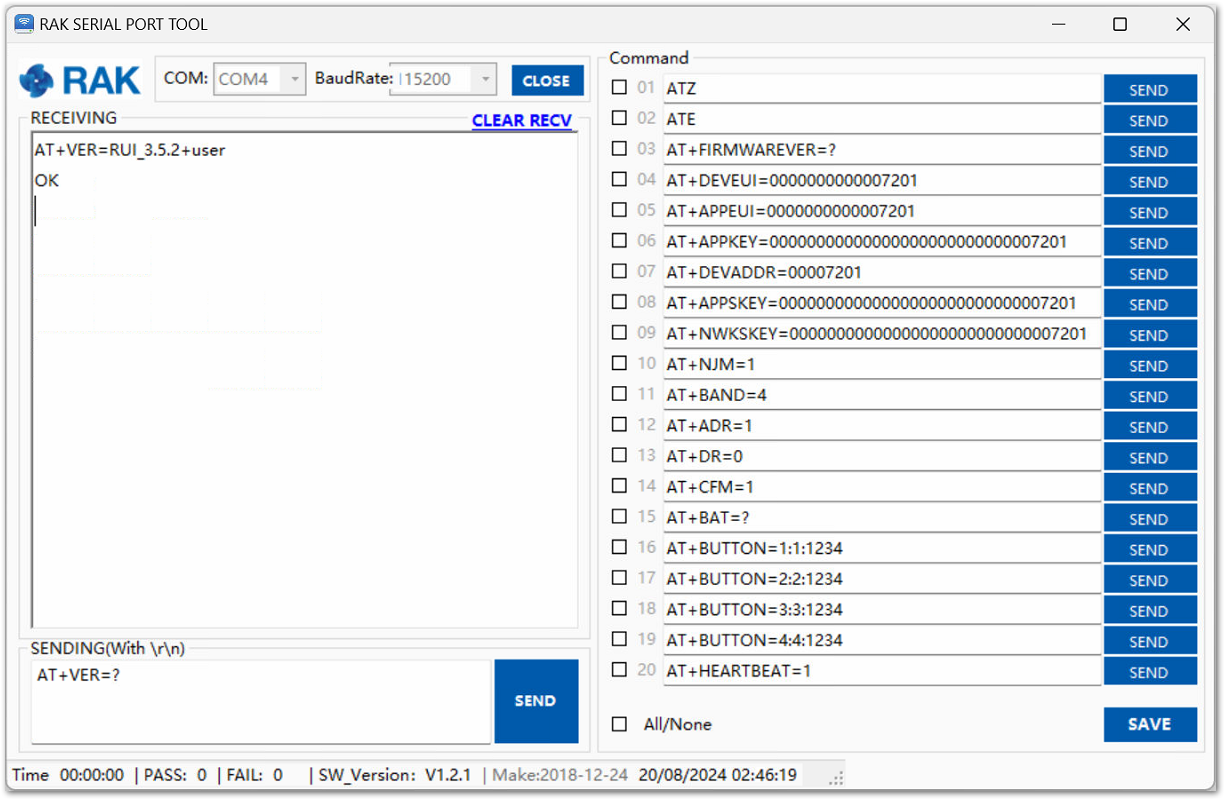 RAK SERIAL PORT TOOL
RAK COM: COM4 BaudRate: 115200 CLOSE
RECEIVING CLEAR RECV
AT+VER=RUI_3.5.2+user
OK
SENDING(With \r\n)
AT+VER=?
SEND
Command
01 ATZ SEND
02 ATE SEND
03 AT+FIRMWAREVER=? SEND
04 AT+DEVEUI=0000000000007201 SEND
05 AT+APPEUI=0000000000007201 SEND
06 AT+APPKEY=00000000000000000000000000007201 SEND
07 AT+DEVADDR=00007201 SEND
08 AT+APPSKEY=00000000000000000000000000007201 SEND
09 AT+NWKSKEY=00000000000000000000000000007201 SEND
10 AT+NJM=1 SEND
11 AT+BAND=4 SEND
12 AT+ADR=1 SEND
13 AT+DR=0 SEND
14 AT+CFM=1 SEND
15 AT+BAT=? SEND
16 AT+BUTTON=1:1:1234 SEND
17 AT+BUTTON=2:2:1234 SEND
18 AT+BUTTON=3:3:1234 SEND
19 AT+BUTTON=4:4:1234 SEND
20 AT+HEARTBEAT=1 SEND
All/None SAVE
Time 00:00:00 | PASS: 0 | FAIL: 0 | SW_Version: V1.2.1 | Make:2018-12-24 20/08/2024 02:46:19